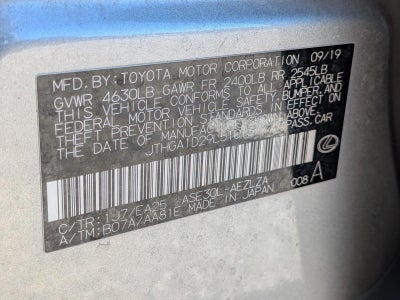 MFD. BY: TOYOTA MOTOR CORPORATION 09/19
GVWR 4630LB GAWR FR 2400LB RR 2545LB
THIS VEHICLE CONFORMS TO ALL APPLICABLE
FEDERAL MOTOR VEHICLE SAFETY, BUMPER, AND
THEFT PREVENTION STANDARDS IN EFFECT ON
THE DATE OF MANUFACTURE SHOWN ABOVE.
PASS.CAR
C/TR: 1J7/EA25 ASE30L-AEZLZA
A/TM: B07A/AA81E MADE IN JAPAN 008 A